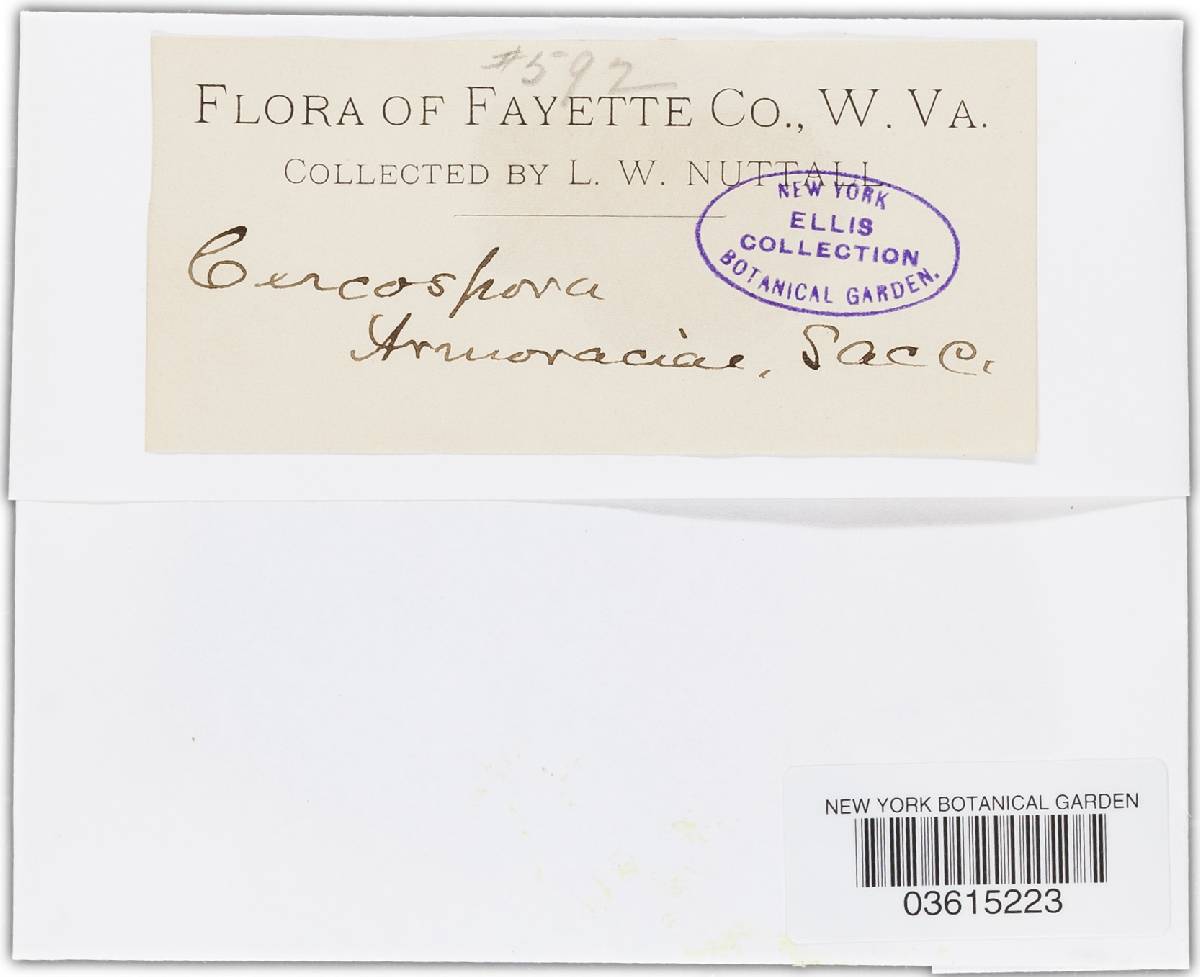 #592
FLORA OF FAYETTE CO., W. VA.
COLLECTED BY L. W. NUTTALL.
NEW YORK
ELLIS
COLLECTION
BOTANICAL GARDEN.
Cercospora
Armoraciae, Sacc.
NEW YORK BOTANICAL GARDEN
03615223